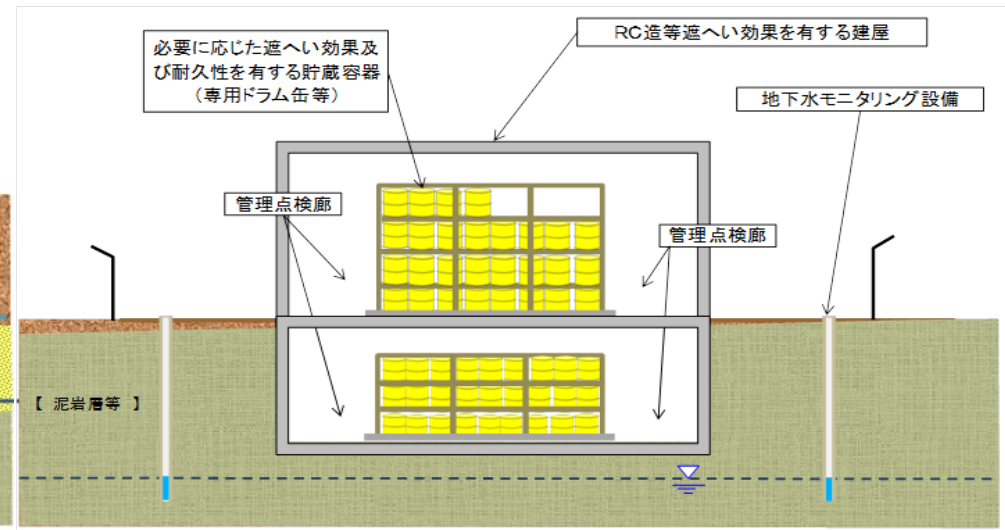 RC造等遮へい効果を有する建屋
必要に応じた遮へい効果及
び耐久性を有する貯蔵容器
（専用ドラム缶等）
地下水モニタリング設備
管理点検廊
管理点検廊
【 泥岩層等 】